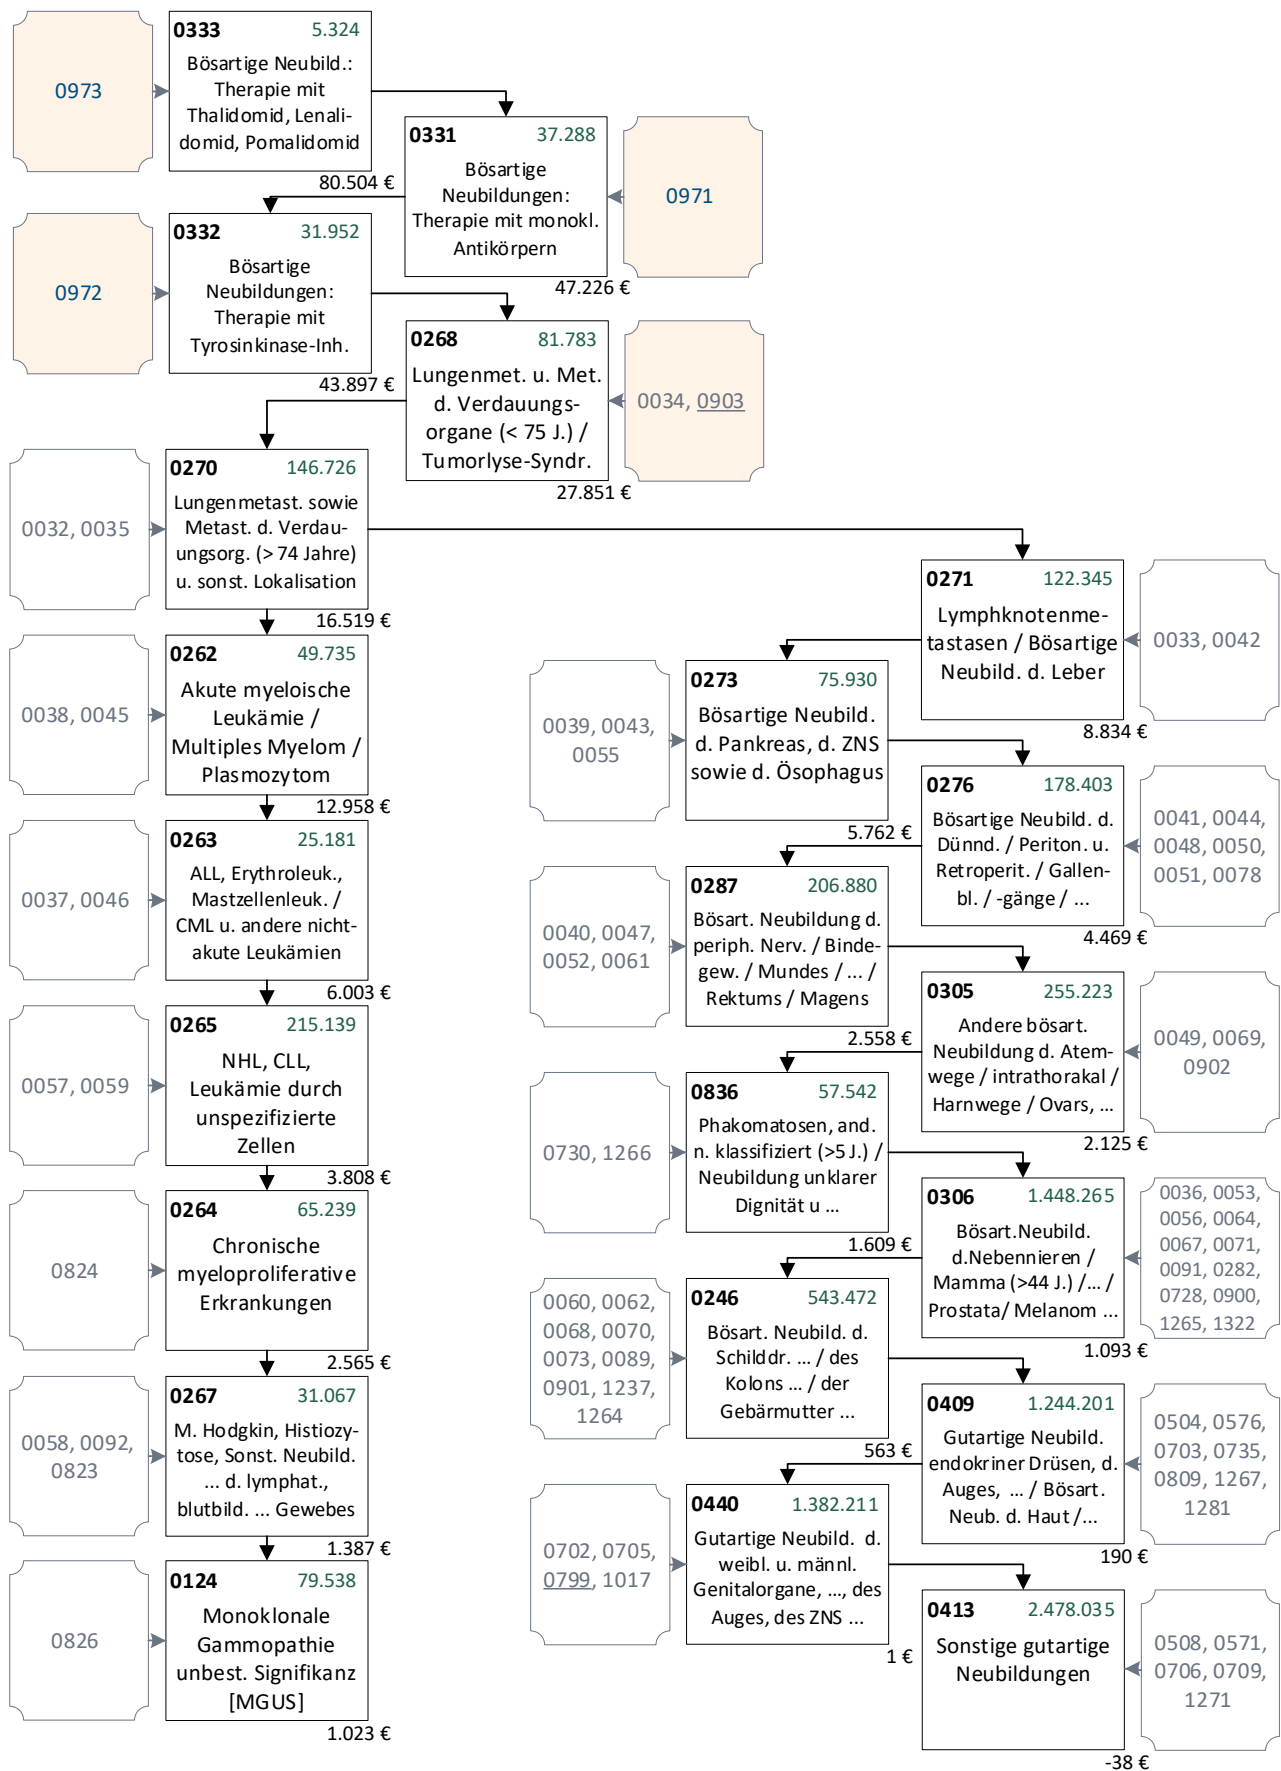 0973
0333 5.324
Bösartige Neubild.:
Therapie mit
Thalidomid, Lenali-
domid, Pomalidomid
80.504 €
0331 37.288
Bösartige
Neubildungen:
Therapie mit monokl.
Antikörpern
47.226 €
0971
0972
0332 31.952
Bösartige
Neubildungen:
Therapie mit
Tyrosinkinase-Inh.
43.897 €
0268 81.783
Lungenmet. u. Met.
d. Verdauungs-
organe (< 75 J.) /
Tumorlyse-Syndr.
27.851 €
0034, 0903
0032, 0035
0270 146.726
Lungenmetast. sowie
Metast. d. Verdau-
ungsorg. (> 74 Jahre)
u. sonst. Lokalisation
16.519 €
0038, 0045
0262 49.735
Akute myeloische
Leukämie /
Multiples Myelom /
Plasmozytom
12.958 €
0037, 0046
0263 25.181
ALL, Erythroleuk.,
Mastzellenleuk. /
CML u. andere nicht-
akute Leukämien
6.003 €
0057, 0059
0265 215.139
NHL, CLL,
Leukämie durch
unspezifizierte
Zellen
3.808 €
0824
0264 65.239
Chronische
myeloproliferative
Erkrankungen
2.565 €
0058, 0092,
0823
0267 31.067
M. Hodgkin, Histiozy-
tose, Sonst. Neubild.
... d. lymphat.,
blutbild. ... Gewebes
1.387 €
0826
0124 79.538
Monoklonale
Gammopathie
unbest. Signifikanz
[MGUS]
1.023 €
0271 122.345
Lymphknotenme-
tastasen / Bösartige
Neubild. d. Leber
8.834 €
0033, 0042
0039, 0043,
0055
0273 75.930
Bösartige Neubild.
d. Pankreas, d. ZNS
sowie d. Ösophagus
5.762 €
0276 178.403
Bösartige Neubild. d.
Dünnd. / Periton. u.
Retroperit. / Gallen-
bl. / -gänge / ...
4.469 €
0041, 0044,
0048, 0050,
0051, 0078
0040, 0047,
0052, 0061
0287 206.880
Bösart. Neubildung d.
periph. Nerv. / Binde-
gew. / Mundes / ... /
Rektums / Magens
2.558 €
0305 255.223
Andere bösart.
Neubildung d. Atem-
wege / intrathorakal /
Harnwege / Ovars, ...
2.125 €
0049, 0069,
0902
0730, 1266
0836 57.542
Phakomatosen, and.
n. klassifiziert (>5 J.) /
Neubildung unklarer
Dignität u ...
1.609 €
0306 1.448.265
Bösart.Neubild.
d.Nebennieren /
Mamma (>44 J.) /... /
Prostata/ Melanom ...
1.093 €
0036, 0053,
0056, 0064,
0067, 0071,
0091, 0282,
0728, 0900,
1265, 1322
0060, 0062,
0068, 0070,
0073, 0089,
0901, 1237,
1264
0246 543.472
Bösart. Neubild. d.
Schilddr. ... / des
Kolons ... / der
Gebärmutter ...
563 €
0409 1.244.201
Gutartige Neubild.
endokriner Drüsen, d.
Auges, ... / Bösart.
Neub. d. Haut /...
190 €
0504, 0576,
0703, 0735,
0809, 1267,
1281
0702, 0705,
0799, 1017
0440 1.382.211
Gutartige Neubild. d.
weibl. u. männl.
Genitalorgane, ..., des
Auges, des ZNS ...
1 €
0413 2.478.035
Sonstige gutartige
Neubildungen
-38 €
0508, 0571,
0706, 0709,
1271